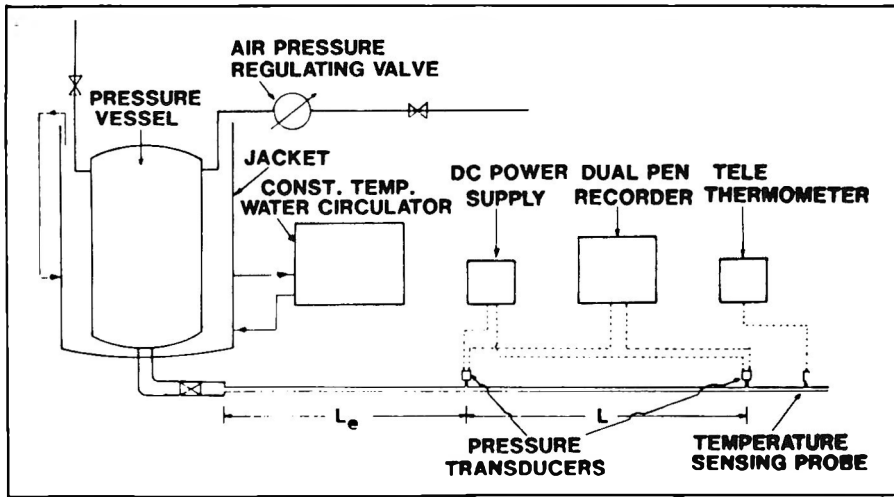 AIR PRESSURE
REGULATING VALVE
PRESSURE
VESSEL
JACKET
CONST. TEMP.
WATER CIRCULATOR
DC POWER
SUPPLY
DUAL PEN
RECORDER
TELE
THERMOMETER
Le
L
PRESSURE
TRANSDUCERS
TEMPERATURE
SENSING PROBE